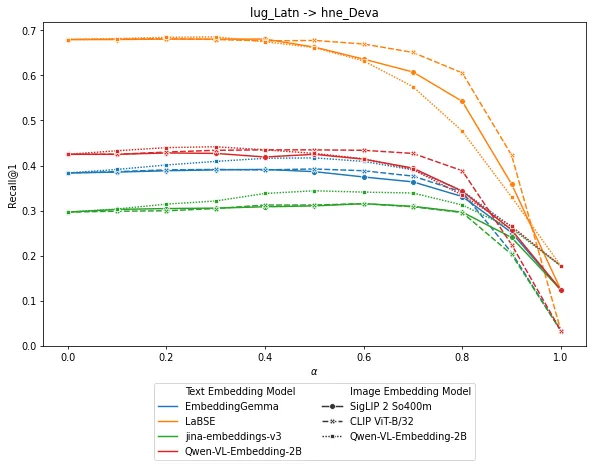 lug_Latn -> hne_Deva
Recall@1
0.7
0.6
0.5
0.4
0.3
0.2
0.1
0.0
0.0 0.2 0.4 0.6 0.8 1.0
α
Text Embedding Model
EmbeddingGemma
LaBSE
jina-embeddings-v3
Qwen-VL-Embedding-2B
Image Embedding Model
SigLIP 2 So400m
CLIP ViT-B/32
Qwen-VL-Embedding-2B